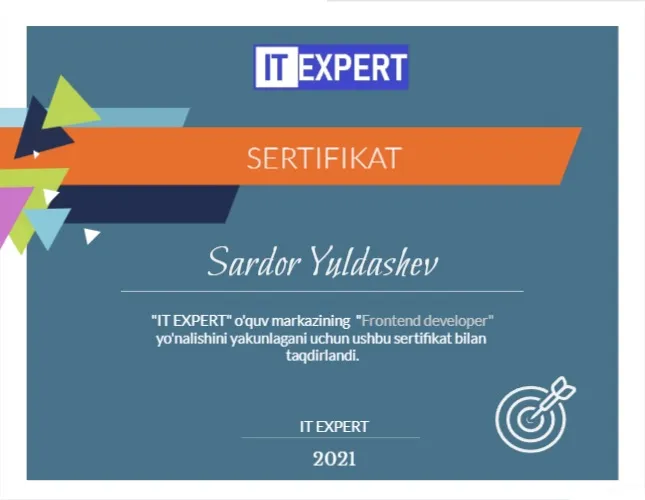 IT EXPERT
SERTIFIKAT
Sardor Yuldashev
"IT EXPERT" o'quv markazining "Frontend developer"
yo'nalishini yakunlagani uchun ushbu sertifikat bilan
taqdirlandi.
IT EXPERT
2021